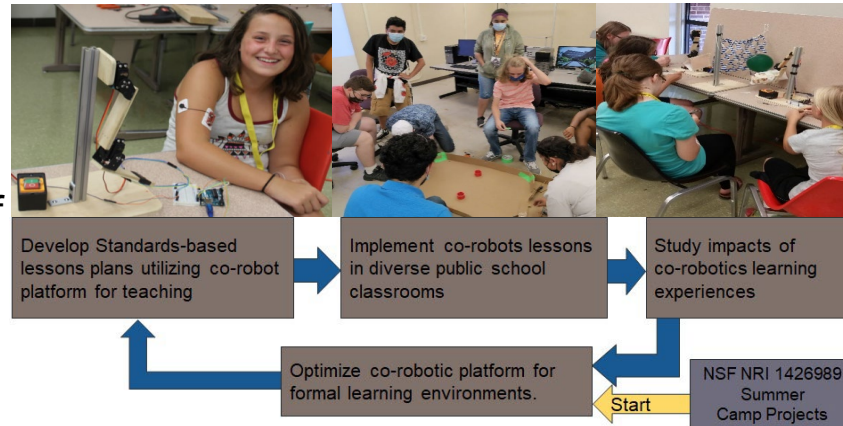 Develop Standards-based
lessons plans utilizing co-robot
platform for teaching
Implement co-robots lessons
in diverse public school
classrooms
Study impacts of
co-robotics learning
experiences
Optimize co-robotic platform for
formal learning environments.
Start
NSF NRI 1426989
Summer
Camp Projects